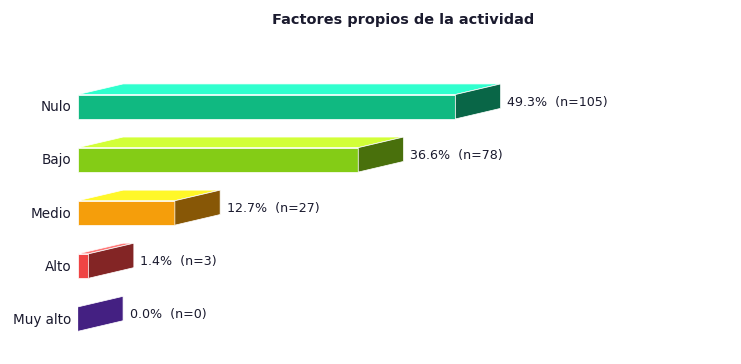 Factores propios de la actividad
Nulo 49.3% (n=105)
Bajo 36.6% (n=78)
Medio 12.7% (n=27)
Alto 1.4% (n=3)
Muy alto 0.0% (n=0)